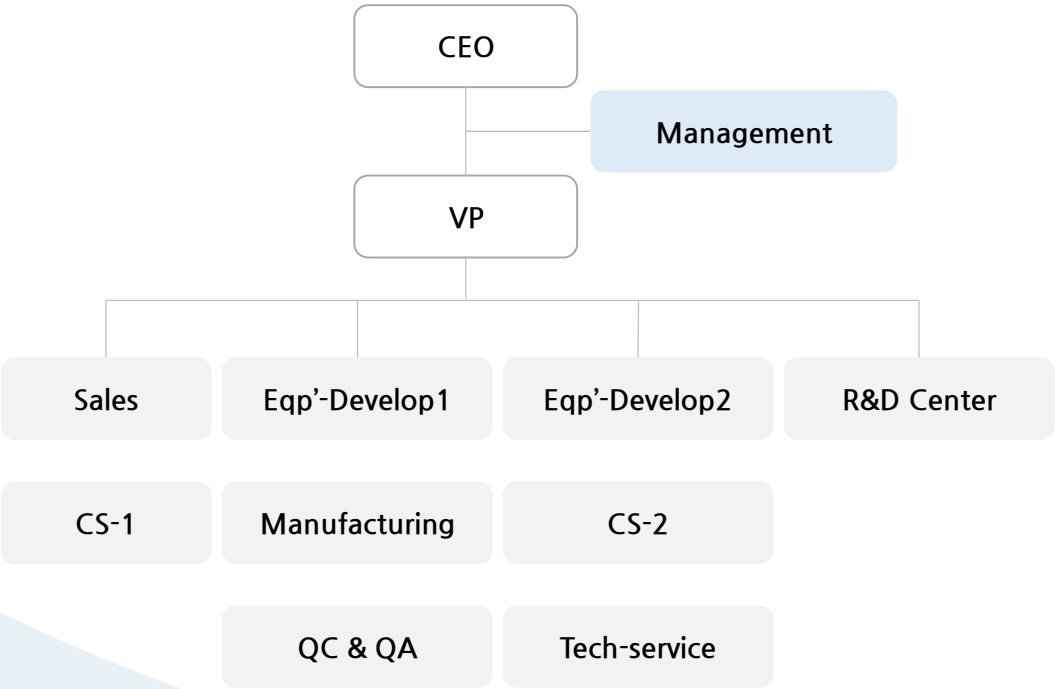 CEO
Management
VP
Sales
Eqp’-Develop1
Eqp’-Develop2
R&D Center
CS-1
Manufacturing
CS-2
QC & QA
Tech-service